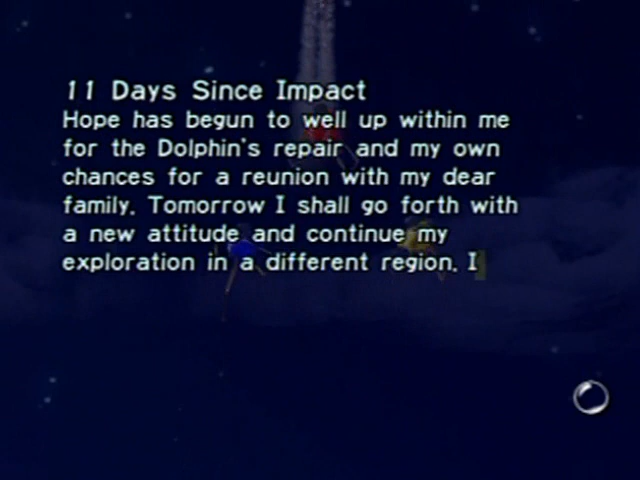 11 Days Since Impact
Hope has begun to well up within me
for the Dolphin's repair and my own
chances for a reunion with my dear
family. Tomorrow I shall go forth with
a new attitude and continue my
exploration in a different region. I